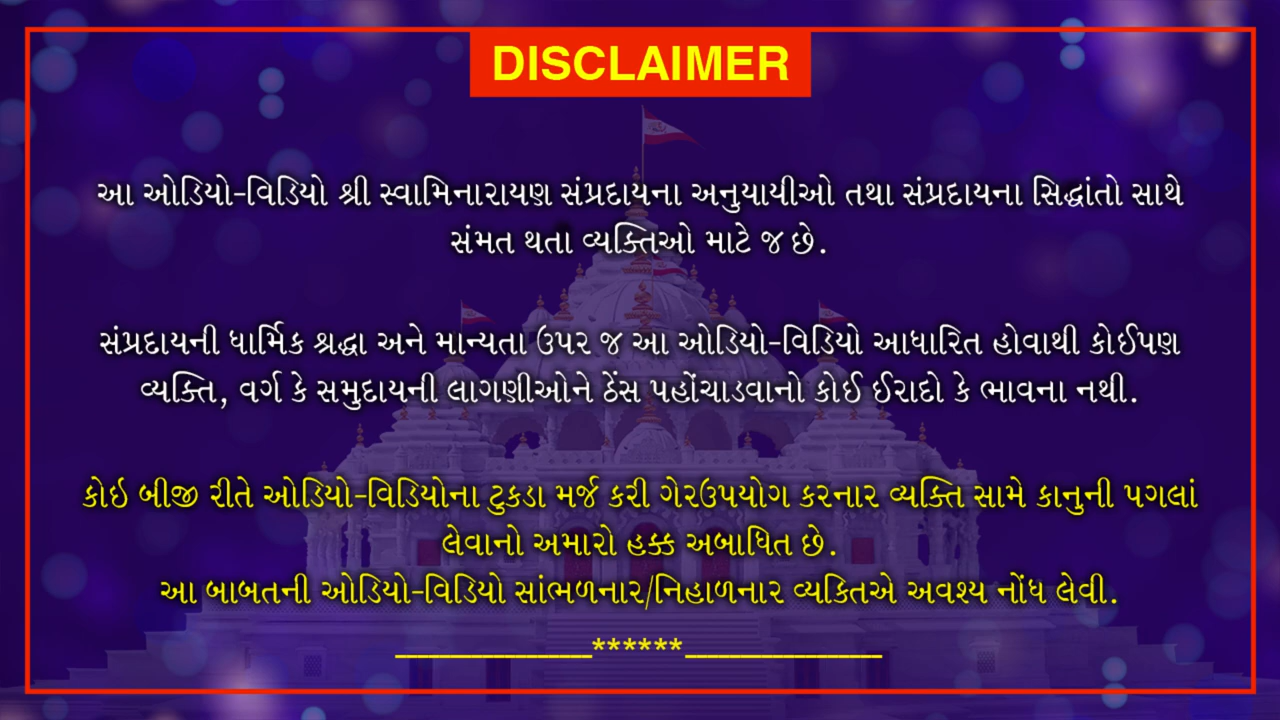 DISCLAIMER
આ ઓડિયો-વિડિયો શ્રી સ્વામિનારાયણ સંપ્રદાયના અનુયાયીઓ તથા સંપ્રદાયના સિદ્ધાંતો સાથે
સંમત થતા વ્યક્તિઓ માટે જ છે.
સંપ્રદાયની ધાર્મિક શ્રદ્ધા અને માન્યતા ઉપર જ આ ઓડિયો-વિડિયો આધારિત હોવાથી કોઈપણ
વ્યક્તિ, વર્ગ કે સમુદાયની લાગણીઓને ઠેંસ પહોંચાડવાનો કોઈ ઈરાદો કે ભાવના નથી.
કોઇ બીજી રીતે ઓડિયો-વિડિયોના ટુકડા મર્જ કરી ગેરઉપયોગ કરનાર વ્યક્તિ સામે કાનુની પગલાં
લેવાનો અમારો હક્ક અબાધિત છે.
આ બાબતની ઓડિયો-વિડિયો સાંભળનાર/નિહાળનાર વ્યકિતએ અવશ્ય નોંધ લેવી.
_________________******_________________